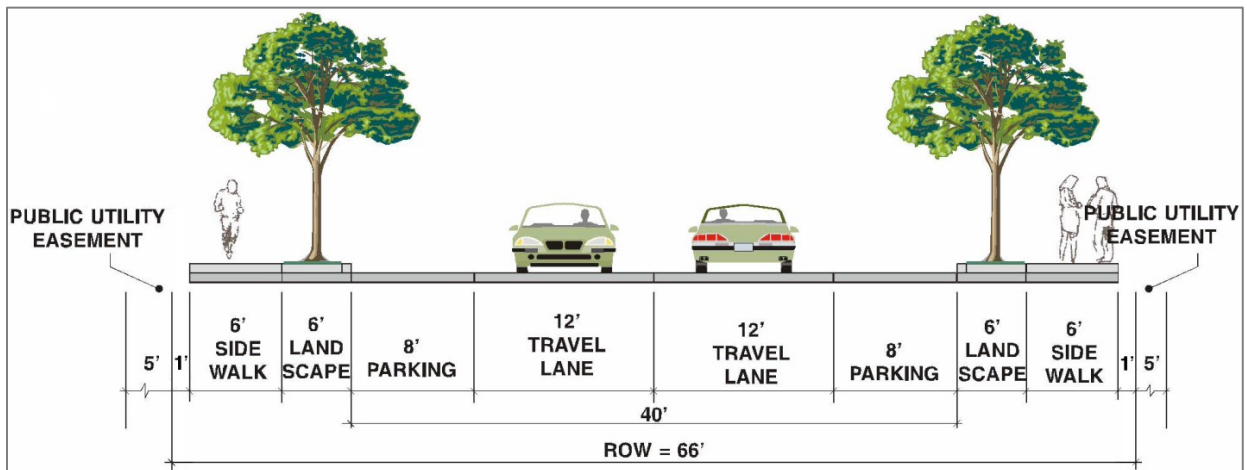 PUBLIC UTILITY
EASEMENT
PUBLIC UTILITY
EASEMENT
5'
1'
6'
SIDE
WALK
6'
LAND
SCAPE
8'
PARKING
12'
TRAVEL
LANE
12'
TRAVEL
LANE
8'
PARKING
6'
LAND
SCAPE
6'
SIDE
WALK
1'
5'
40'
ROW = 66'